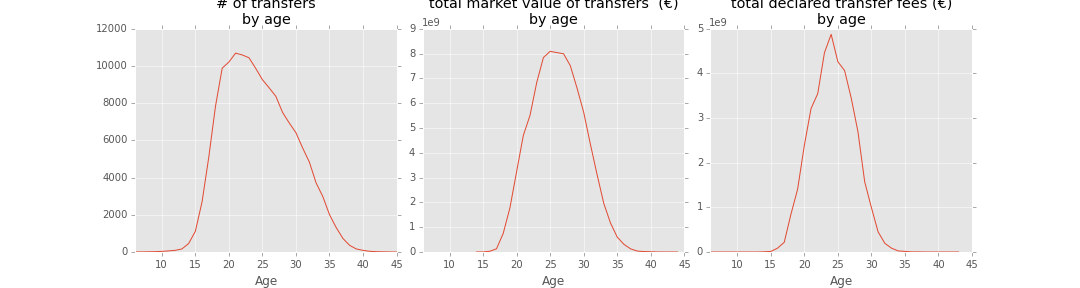 # of transfers
by age
12000
10000
8000
6000
4000
2000
0
10 15 20 25 30 35 40 45
Age
total market value of transfers (€)
by age
1e9
9
8
7
6
5
4
3
2
1
0
10 15 20 25 30 35 40 45
Age
total declared transfer fees (€)
by age
1e9
5
4
3
2
1
0
10 15 20 25 30 35 40 45
Age